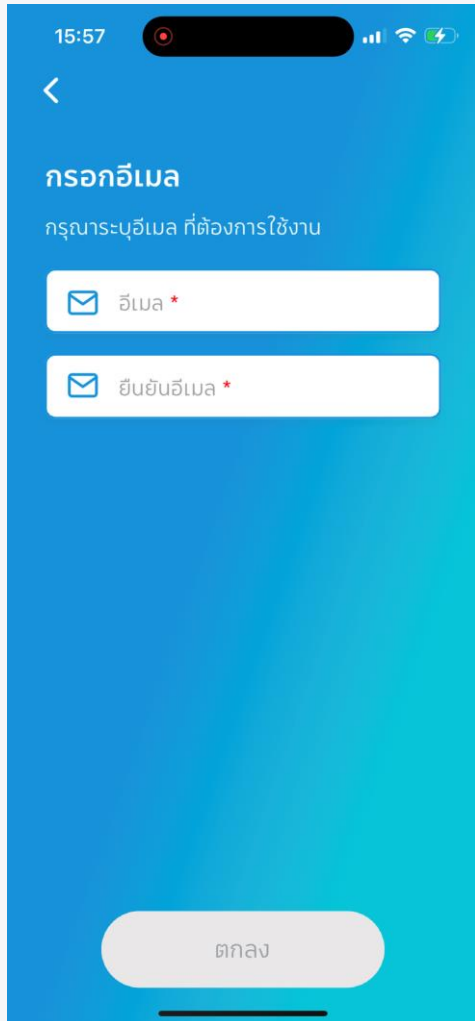 15:57
กรอกอีเมล
กรุณาระบุอีเมล ที่ต้องการใช้งาน
อีเมล *
ยืนยันอีเมล *
ตกลง